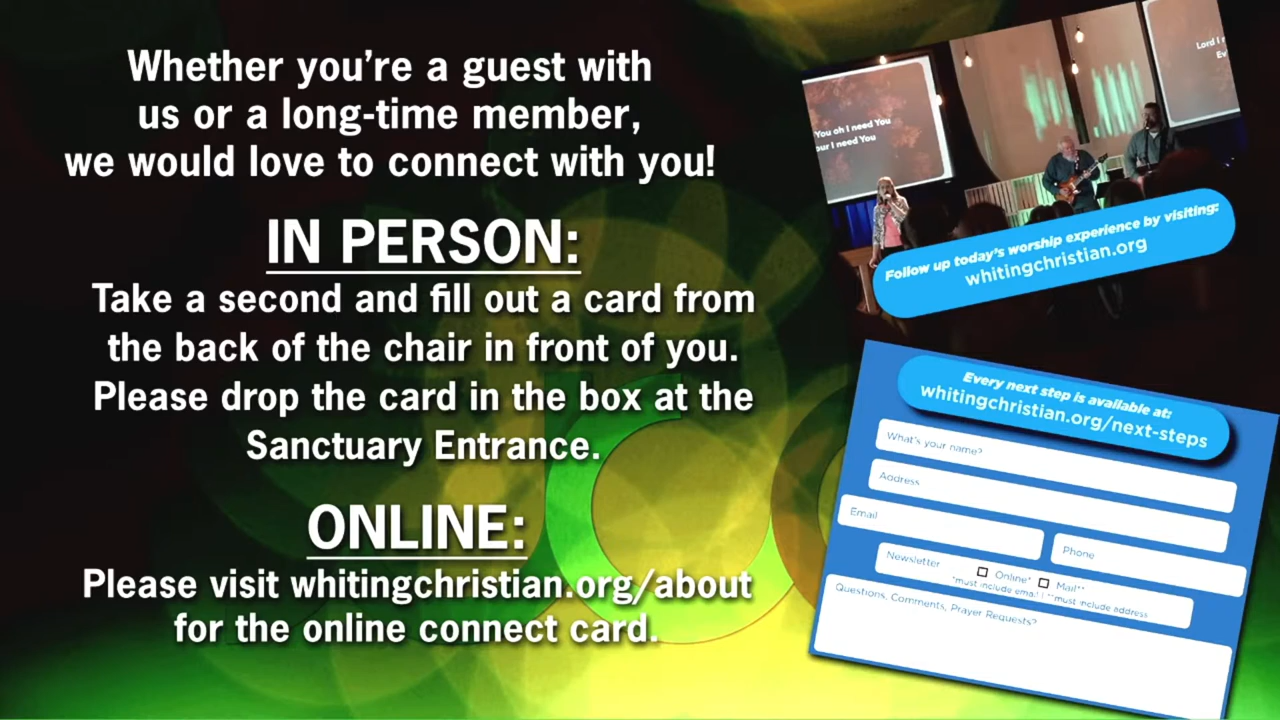 Whether you're a guest with
us or a long-time member,
we would love to connect with you!
IN PERSON:
Take a second and fill out a card from
the back of the chair in front of you.
Please drop the card in the box at the
Sanctuary Entrance.
ONLINE:
Please visit whitingchristian.org/about
for the online connect card.
You oh I need You
our I need You
Lord I
Ev
Follow up today's worship experience by visiting:
whitingchristian.org
Every next step is available at:
whitingchristian.org/next-steps
What's your name?
Address
Email
Phone
Newsletter Online* Mail**
*must include email | **must include address
Questions, Comments, Prayer Requests?